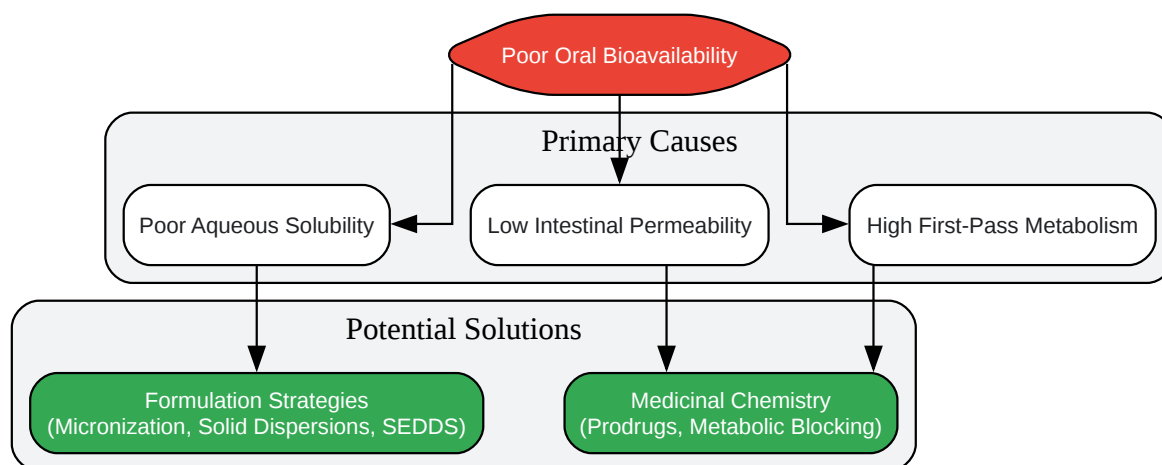 Poor Oral Bioavailability
Primary Causes
Poor Aqueous Solubility
Low Intestinal Permeability
High First-Pass Metabolism
Potential Solutions
Formulation Strategies
(Micronization, Solid Dispersions, SEDDS)
Medicinal Chemistry
(Prodrugs, Metabolic Blocking)